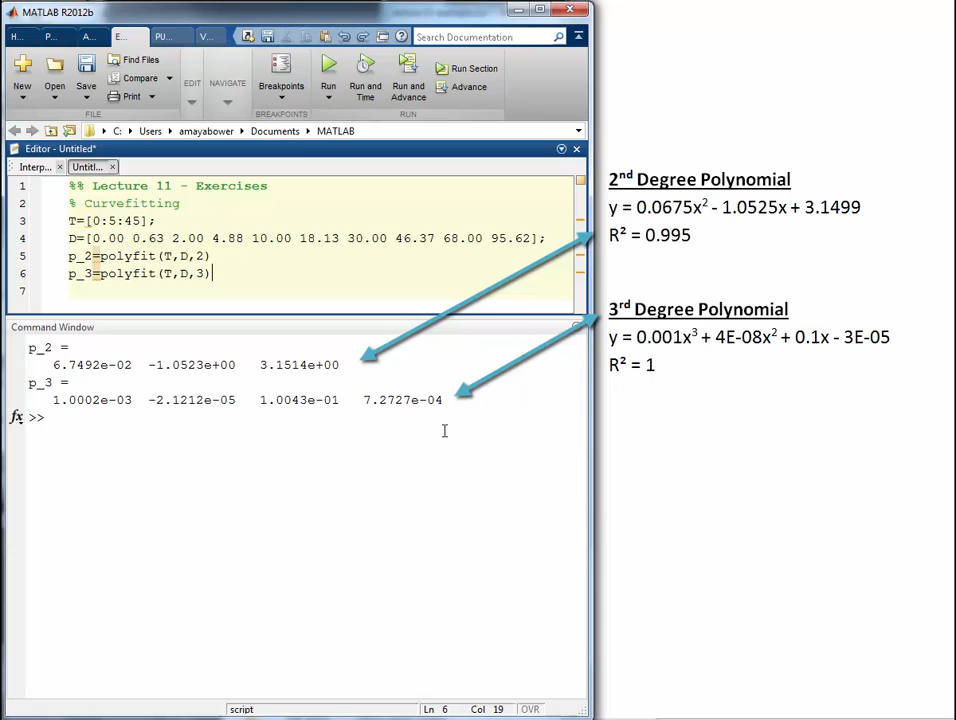 MATLAB R2012b
H... P... A... E... PU... V... Search Documentation
New Open Save Find Files Compare Print EDIT NAVIGATE Breakpoints Run Run and Time Run and Advance Run Section Advance
FILE BREAKPOINTS RUN
C: Users amayabower Documents MATLAB
Editor - Untitled*
Interp... × Untitl... ×
1 %% Lecture 11 - Exercises
2 % Curvefitting
3 T=[0:5:45];
4 D=[0.00 0.63 2.00 4.88 10.00 18.13 30.00 46.37 68.00 95.62];
5 p_2=polyfit(T,D,2)
6 p_3=polyfit(T,D,3)
7
Command Window
p_2 =
6.7492e-02 -1.0523e+00 3.1514e+00
p_3 =
1.0002e-03 -2.1212e-05 1.0043e-01 7.2727e-04
fx >>
script Ln 6 Col 19 OVR
2nd Degree Polynomial
y = 0.0675x² - 1.0525x + 3.1499
R² = 0.995
3rd Degree Polynomial
y = 0.001x³ + 4E-08x² + 0.1x - 3E-05
R² = 1